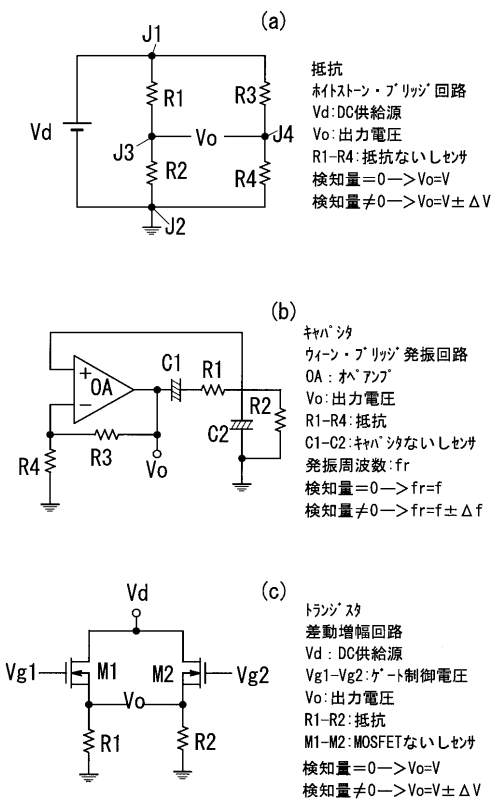 (a)
J1
R1
R3
Vd
J3
Vo
J4
R2
R4
J2
抵抗
ﾎｲﾄｽﾄｰﾝ・ﾌﾞﾘｯｼﾞ回路
Vd:DC供給源
Vo:出力電圧
R1-R4:抵抗ないしｾﾝｻ
検知量=0—>Vo=V
検知量≠0—>Vo=V±ΔV
(b)
C1
R1
+
OA
−
C2
R2
R3
R4
Vo
ｷｬﾊﾟｼﾀ
ｳｨｰﾝ・ﾌﾞﾘｯｼﾞ発振回路
OA:ｵﾍﾟｱﾝﾌﾟ
Vo:出力電圧
R1-R4:抵抗
C1-C2:ｷｬﾊﾟｼﾀないしｾﾝｻ
発振周波数:fr
検知量=0—>fr=f
検知量≠0—>fr=f±Δf
(c)
Vd
Vg1
M1
M2
Vg2
Vo
R1
R2
ﾄﾗﾝｼﾞｽﾀ
差動増幅回路
Vd:DC供給源
Vg1-Vg2:ｹﾞｰﾄ制御電圧
Vo:出力電圧
R1-R2:抵抗
M1-M2:MOSFETないしｾﾝｻ
検知量=0—>Vo=V
検知量≠0—>Vo=V±ΔV